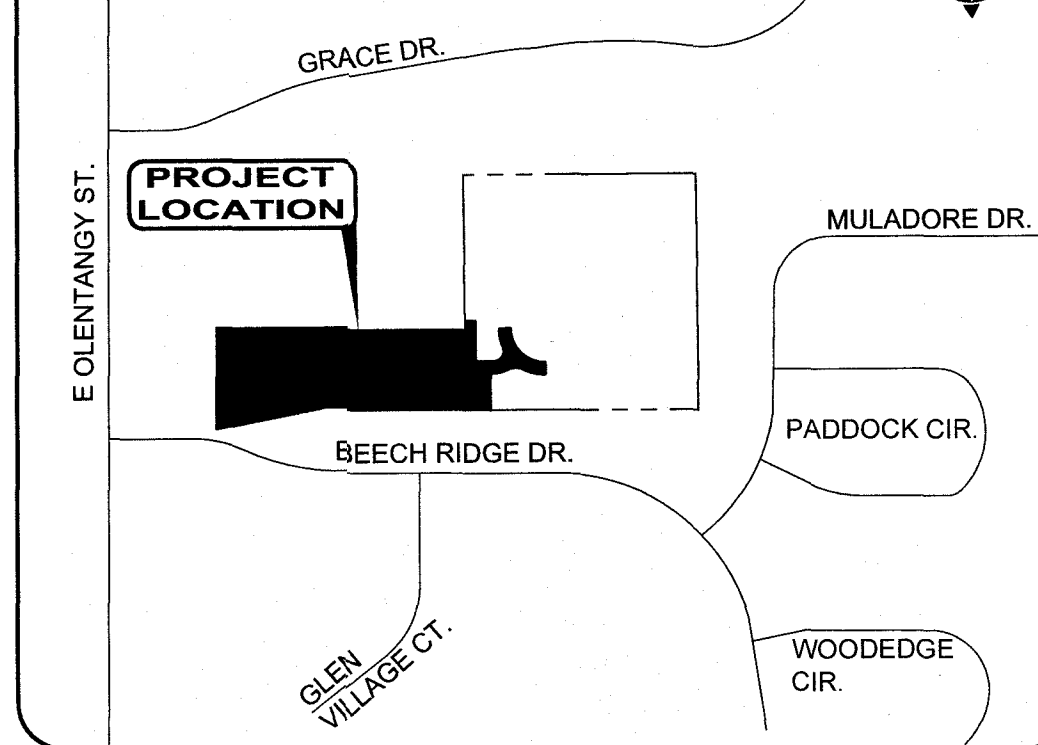 GRACE DR.
E OLENTANGY ST.
PROJECT
LOCATION
MULADORE DR.
PADDOCK CIR.
BEECH RIDGE DR.
GLEN
VILLAGE CT.
WOODEDGE
CIR.